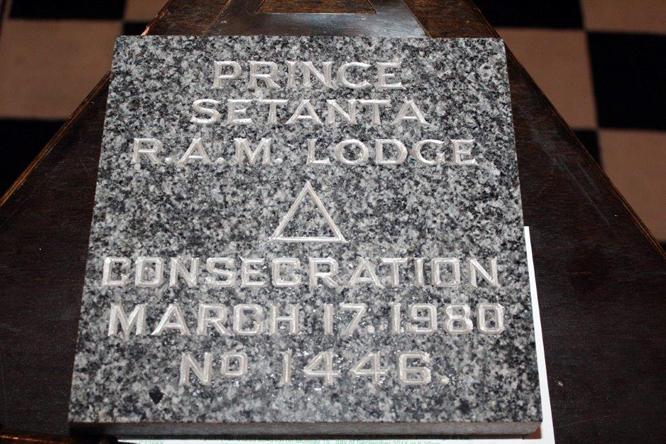 PRINCE
SETANTA
R.A.M. LODGE
CONSECRATION
MARCH 17. 1980
No 1446.